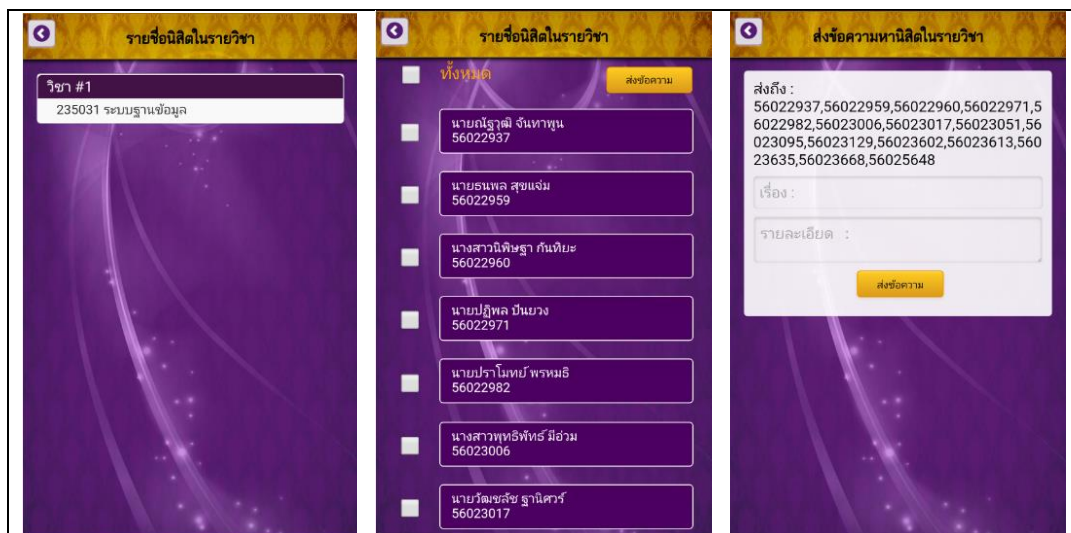 รายชื่อนิสิตในรายวิชา
วิชา #1
235031 ระบบฐานข้อมูล
รายชื่อนิสิตในรายวิชา
ทั้งหมด
ส่งข้อความ
นายณัฐวุฒิ จันทาพูน
56022937
นายธนพล สุขแจ่ม
56022959
นางสาวนิพิษฐา กันทิยะ
56022960
นายปฏิพล ปันยวง
56022971
นายปราโมทย์ พรหมธิ
56022982
นางสาวพุทธิพัทธ์ มีอ่วม
56023006
นายวัฒชลัช ฐานิศวร์
56023017
ส่งข้อความหานิสิตในรายวิชา
ส่งถึง :
56022937,56022959,56022960,56022971,5
6022982,56023006,56023017,56023051,56
023095,56023129,56023602,56023613,560
23635,56023668,56025648
เรื่อง :
รายละเอียด :
ส่งข้อความ